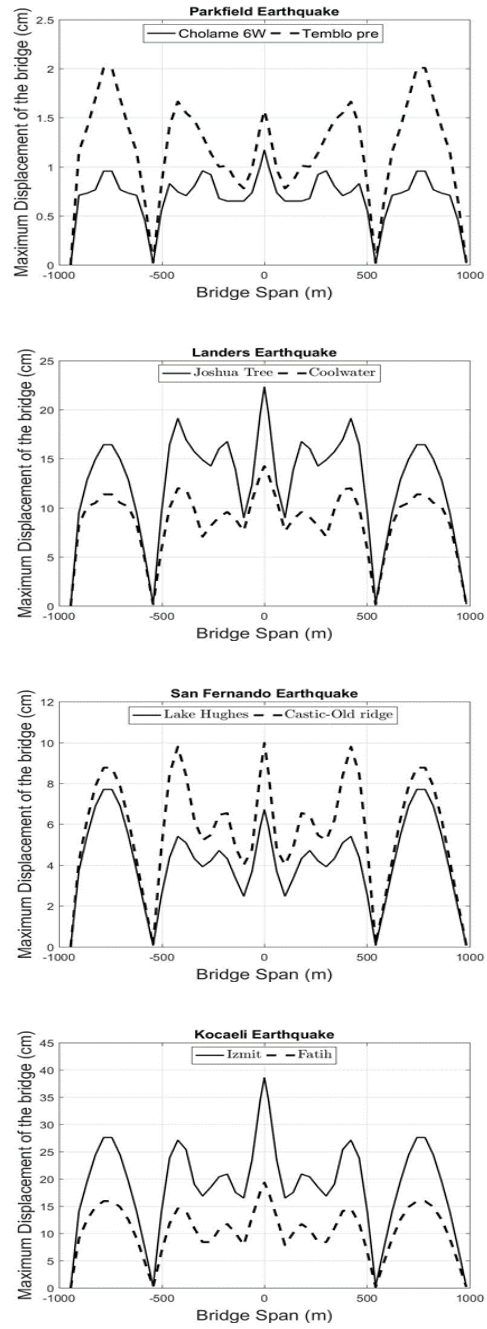 Parkfield Earthquake
Cholame 6W Temblo pre
2.5
2
1.5
1
0.5
0
Maximum Displacement of the bridge (cm)
-1000 -500 0 500 1000
Bridge Span (m)
Landers Earthquake
Joshua Tree Coolwater
25
20
15
10
5
0
Maximum Displacement of the bridge (cm)
-1000 -500 0 500 1000
Bridge Span (m)
San Fernando Earthquake
Lake Hughes Castic-Old ridge
12
10
8
6
4
2
0
Maximum Displacement of the bridge (cm)
-1000 -500 0 500 1000
Bridge Span (m)
Kocaeli Earthquake
Izmit Fatih
45
40
35
30
25
20
15
10
5
0
Maximum Displacement of the bridge (cm)
-1000 -500 0 500 1000
Bridge Span (m)